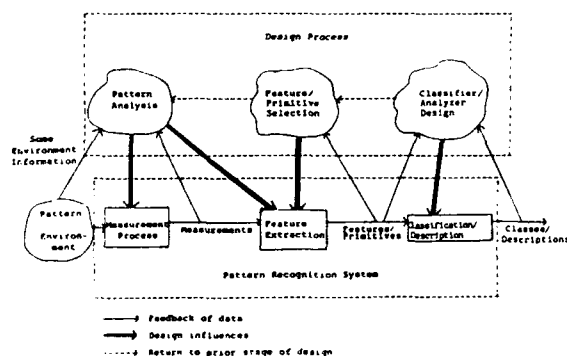 Design Process
Pattern
Analysis
Feature/
Primitive
Selection
Classifier/
Analyzer
Design
Some
Environment
Information
Pattern
Environ-
ment
Measurement
Process
Measurements
Feature
Extraction
Features/
Primitives
Classification/
Description
Classes/
Descriptions
Pattern Recognition System
Feedback of data
Design influences
Return to prior stage of design